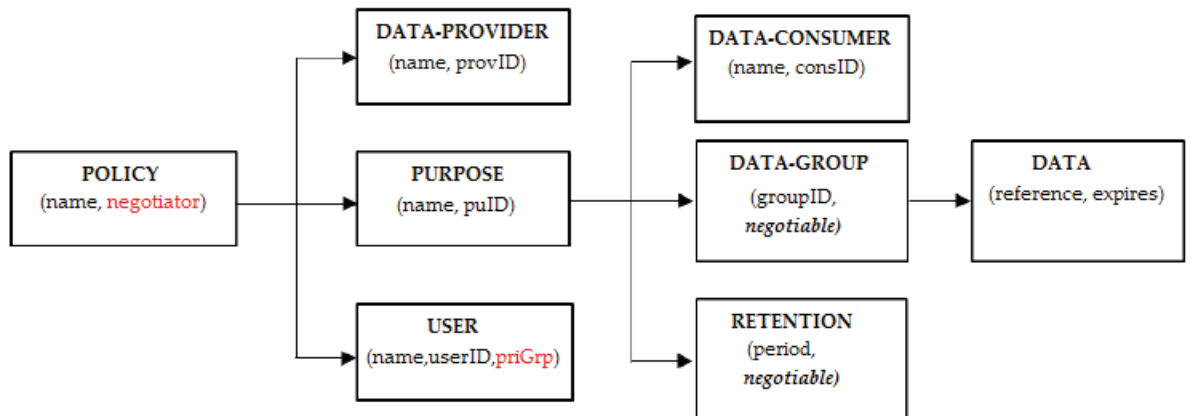 DATA-PROVIDER
(name, provID)
DATA-CONSUMER
(name, consID)
POLICY
(name, negotiator)
PURPOSE
(name, puID)
DATA-GROUP
(groupID,
negotiable)
DATA
(reference, expires)
USER
(name,userID,priGrp)
RETENTION
(period,
negotiable)